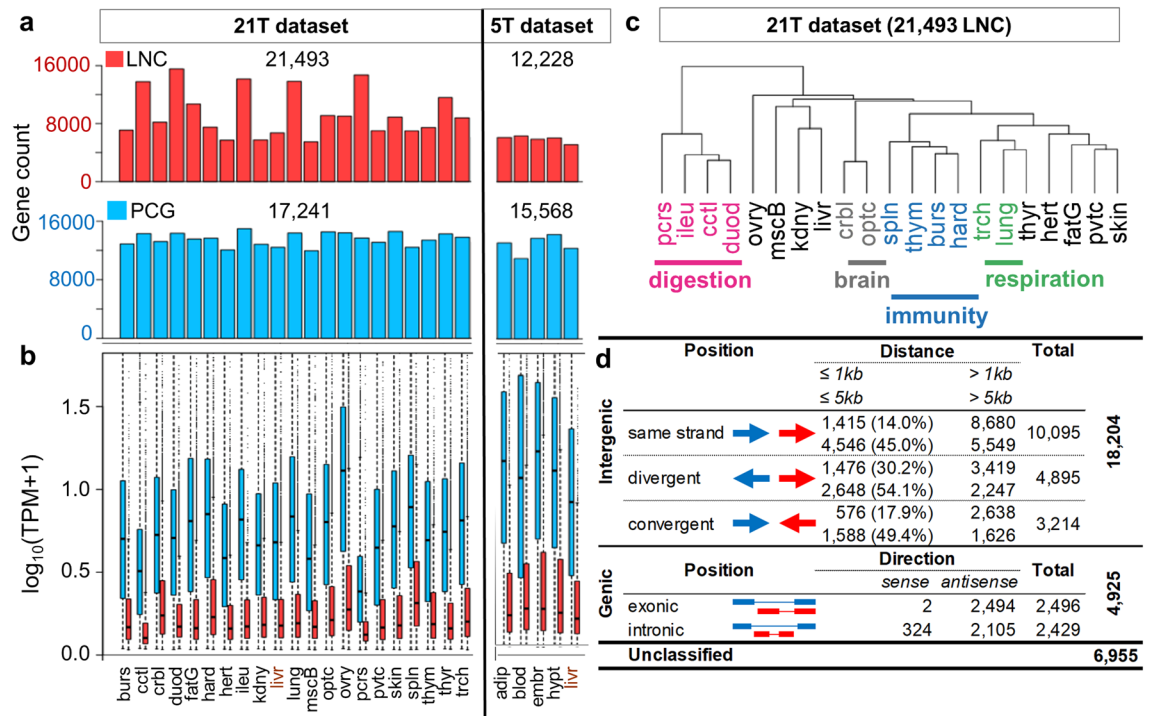 a
21T dataset
5T dataset
LNC
21,493
12,228
16000
8000
0
Gene count
PCG
17,241
15,568
16000
8000
0
b
log10(TPM+1)
1.5
1.0
0.5
0.0
burs
cctl
crbl
duod
fatG
hard
hert
ileu
kdny
livr
lung
mscB
optc
ovry
pcrs
pvtc
skin
spln
thym
thyr
trch
adip
blod
embr
hypt
livr
c
21T dataset (21,493 LNC)
pcrs
ileu
cctl
duod
ovry
mscB
kdny
livr
crbl
optc
spln
thym
burs
hard
trch
lung
thyr
hert
fatG
pvtc
skin
digestion
brain
respiration
immunity
d
Position Distance Total
≤ 1kb > 1kb
≤ 5kb > 5kb
Intergenic
same strand 1,415 (14.0%) 8,680 10,095
4,546 (45.0%) 5,549
divergent 1,476 (30.2%) 3,419 4,895
2,648 (54.1%) 2,247
convergent 576 (17.9%) 2,638 3,214
1,588 (49.4%) 1,626
18,204
Genic
Position Direction Total
sense antisense
exonic 2 2,494 2,496
intronic 324 2,105 2,429
4,925
Unclassified 6,955